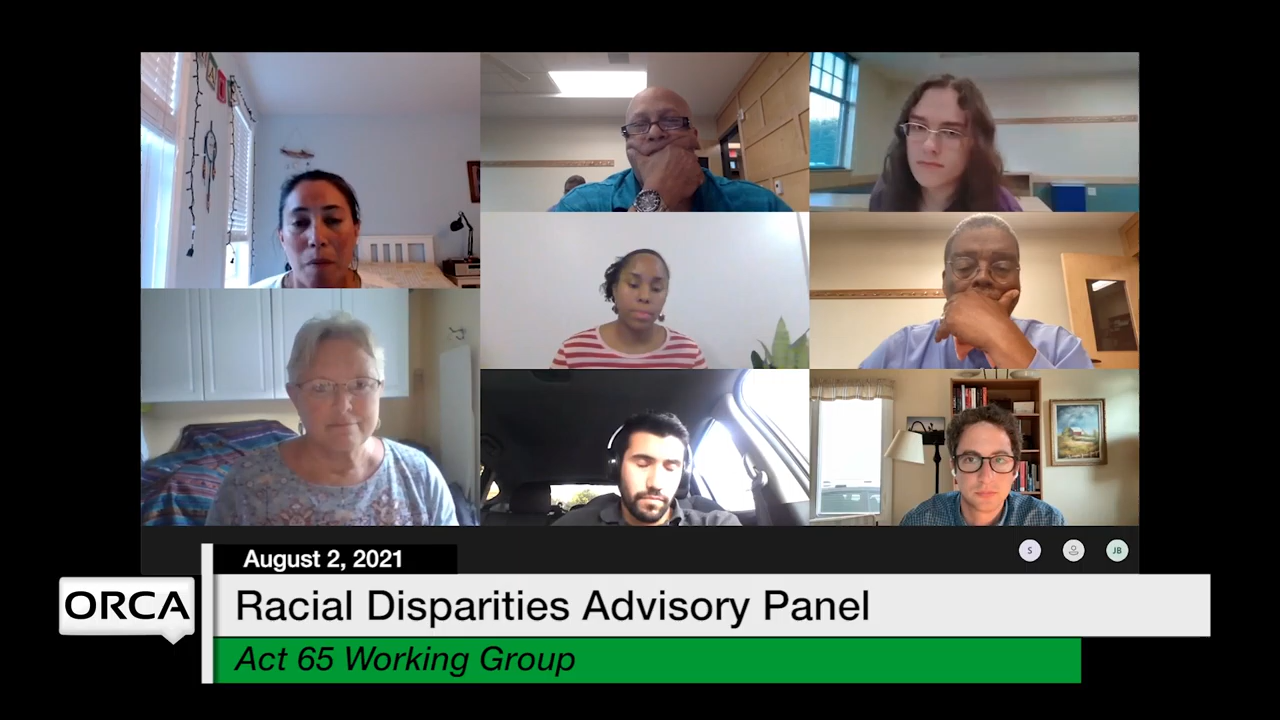 S
JB
August 2, 2021
ORCA
Racial Disparities Advisory Panel
Act 65 Working Group